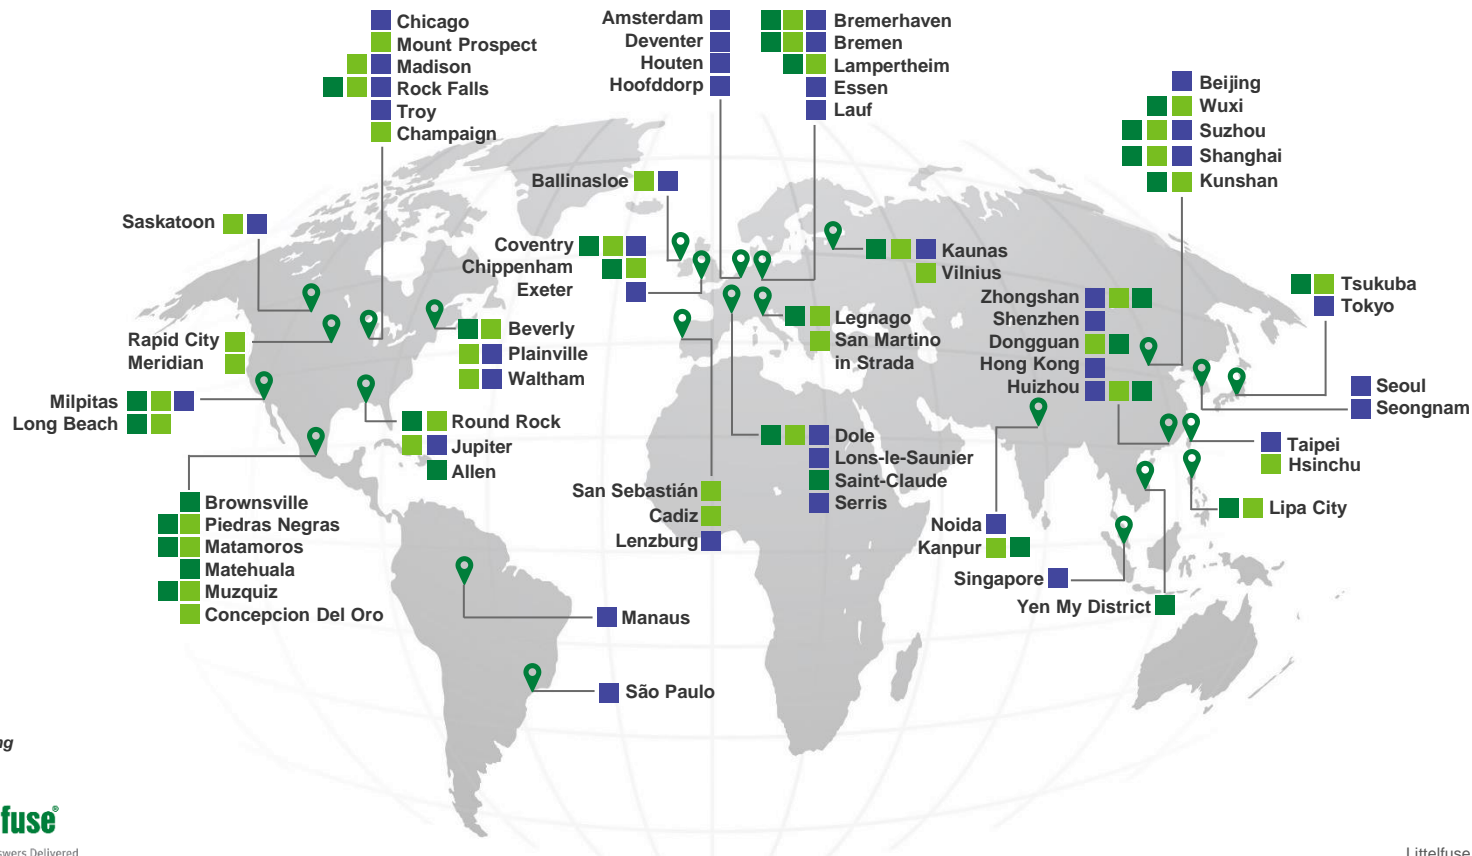 Chicago
Mount Prospect
Madison
Rock Falls
Troy
Champaign
Amsterdam
Deventer
Houten
Hoofddorp
Bremerhaven
Bremen
Lampertheim
Essen
Lauf
Beijing
Wuxi
Suzhou
Shanghai
Kunshan
Ballinasloe
Saskatoon
Coventry
Chippenham
Exeter
Kaunas
Vilnius
Tsukuba
Tokyo
Zhongshan
Shenzhen
Dongguan
Hong Kong
Huizhou
Rapid City
Meridian
Beverly
Plainville
Waltham
Legnago
San Martino
in Strada
Milpitas
Long Beach
Seoul
Seongnam
Round Rock
Jupiter
Allen
Dole
Lons-le-Saunier
Saint-Claude
Serris
Taipei
Hsinchu
San Sebastián
Cadiz
Lenzburg
Brownsville
Piedras Negras
Matamoros
Matehuala
Muzquiz
Concepcion Del Oro
Noida
Kanpur
Lipa City
Singapore
Yen My District
Manaus
São Paulo
ng
fuse®
swers Delivered
Littelfuse